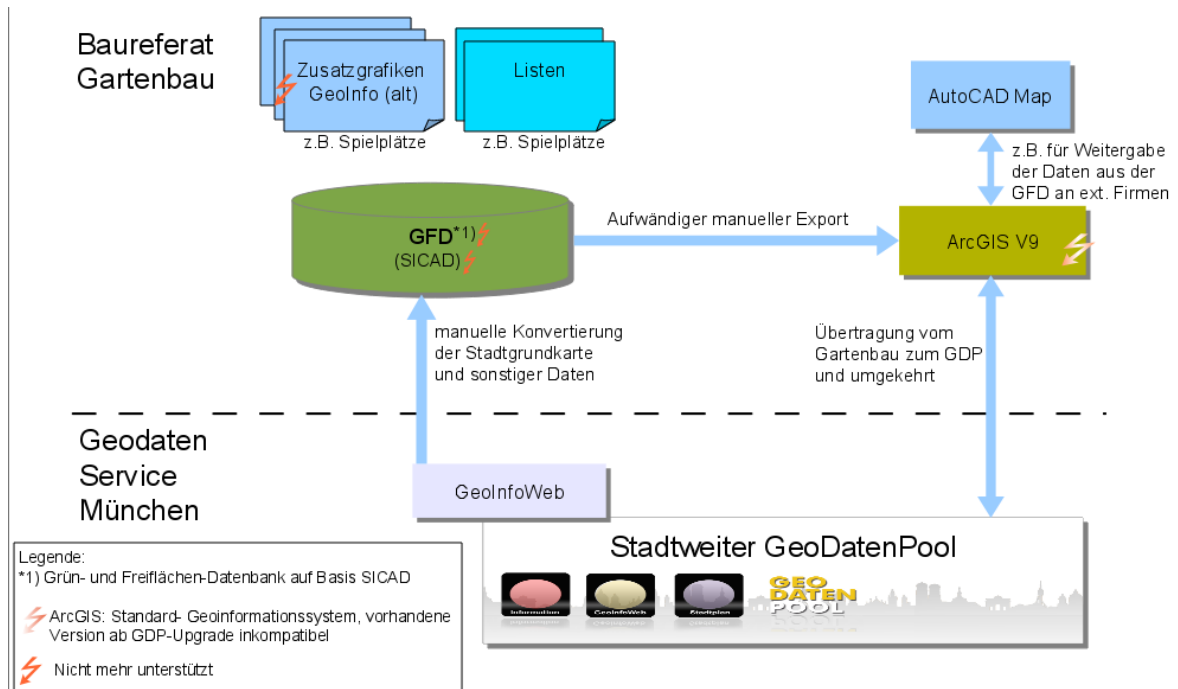 Baureferat
Gartenbau
Zusatzgrafiken
GeoInfo (alt)
z.B. Spielplätze
Listen
z.B. Spielplätze
AutoCAD Map
z.B. für Weitergabe
der Daten aus der
GFD an ext. Firmen
GFD*1)
(SICAD)
Aufwändiger manueller Export
ArcGIS V9
manuelle Konvertierung
der Stadtgrundkarte
und sonstiger Daten
Übertragung vom
Gartenbau zum GDP
und umgekehrt
Geodaten
Service
München
GeoInfoWeb
Stadtweiter GeoDatenPool
Information
GeoInfoWeb
Stadtplan
GEO
DATEN
POOL
Legende:
*1) Grün- und Freiflächen-Datenbank auf Basis SICAD
ArcGIS: Standard- Geoinformationssystem, vorhandene
Version ab GDP-Upgrade inkompatibel
Nicht mehr unterstützt